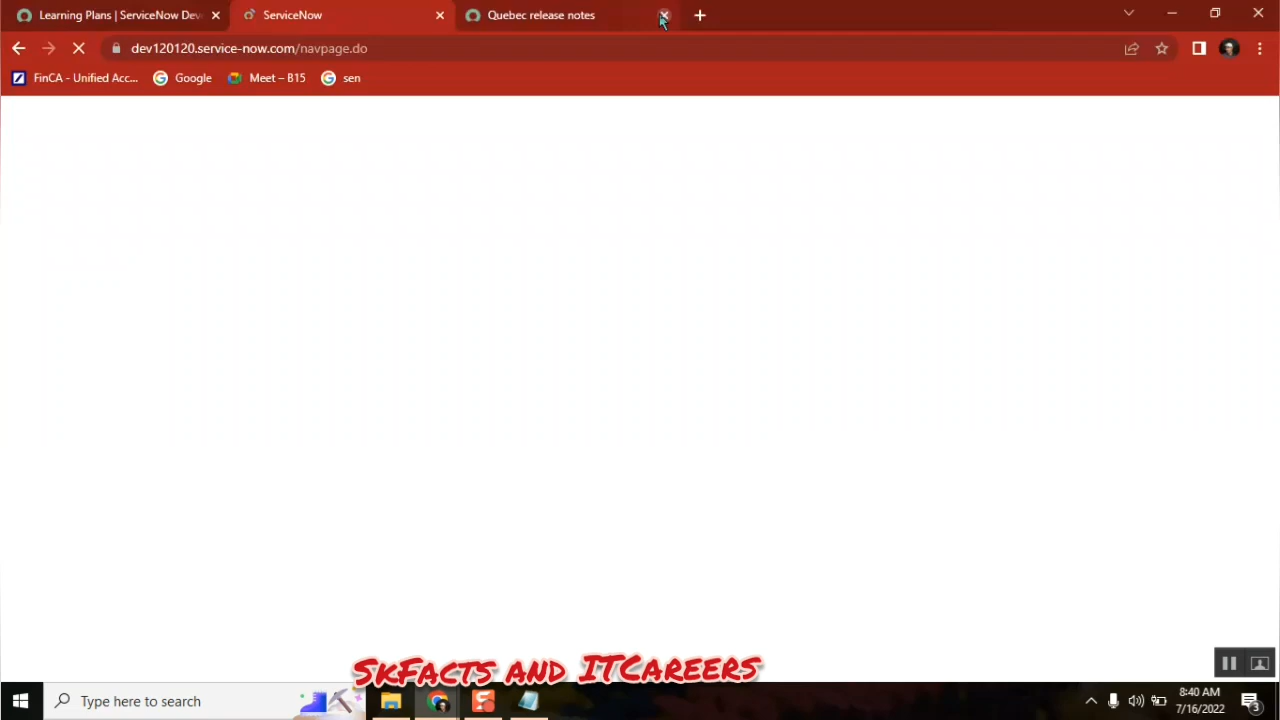 Learning Plans | ServiceNow Dev
ServiceNow
Quebec release notes
dev120120.service-now.com/navpage.do
FinCA - Unified Acc...
Google
Meet – B15
sen
SkFacts and ITCareers
Type here to search
8:40 AM
7/16/2022
3